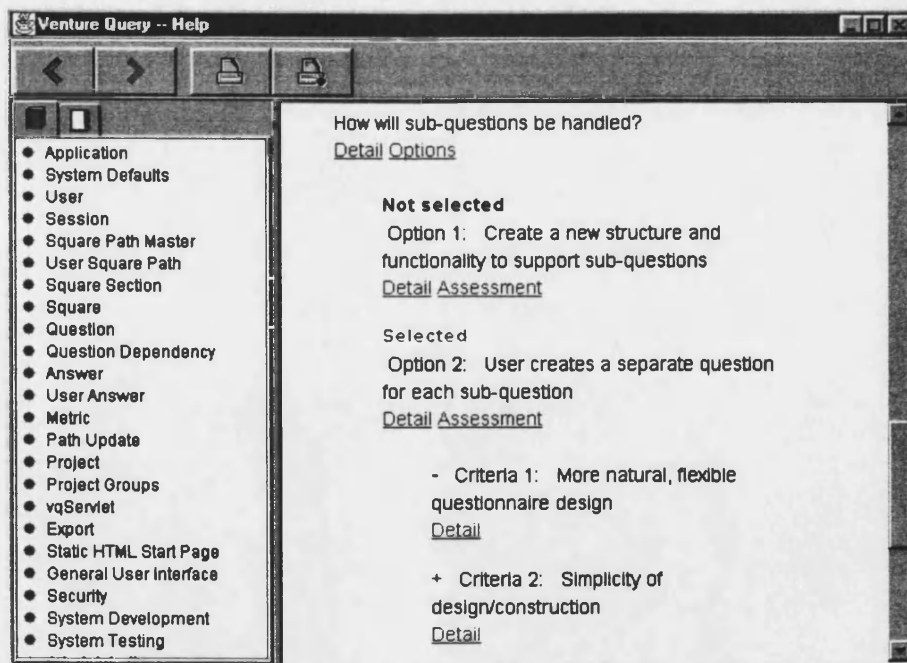 Venture Query -- Help
Application
System Defaults
User
Session
Square Path Master
User Square Path
Square Section
Square
Question
Question Dependency
Answer
User Answer
Metric
Path Update
Project
Project Groups
vqServlet
Export
Static HTML Start Page
General User Interface
Security
System Development
System Testing
How will sub-questions be handled?
Detail Options
Not selected
Option 1: Create a new structure and
functionality to support sub-questions
Detail Assessment
Selected
Option 2: User creates a separate question
for each sub-question
Detail Assessment
- Criteria 1: More natural, flexible
questionnaire design
Detail
+ Criteria 2: Simplicity of
design/construction
Detail